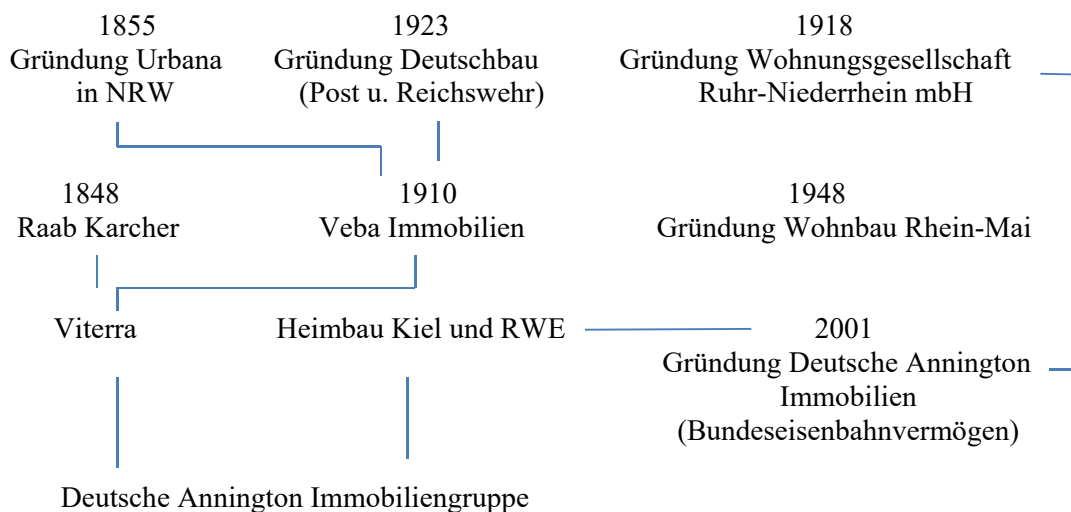 1855
Gründung Urbana
in NRW
1923
Gründung Deutschbau
(Post u. Reichswehr)
1918
Gründung Wohnungsgesellschaft
Ruhr-Niederrhein mbH
1848
Raab Karcher
1910
Veba Immobilien
1948
Gründung Wohnbau Rhein-Mai
Viterra
Heimbau Kiel und RWE
2001
Gründung Deutsche Annington
Immobilien
(Bundeseisenbahnvermögen)
Deutsche Annington Immobiliengruppe